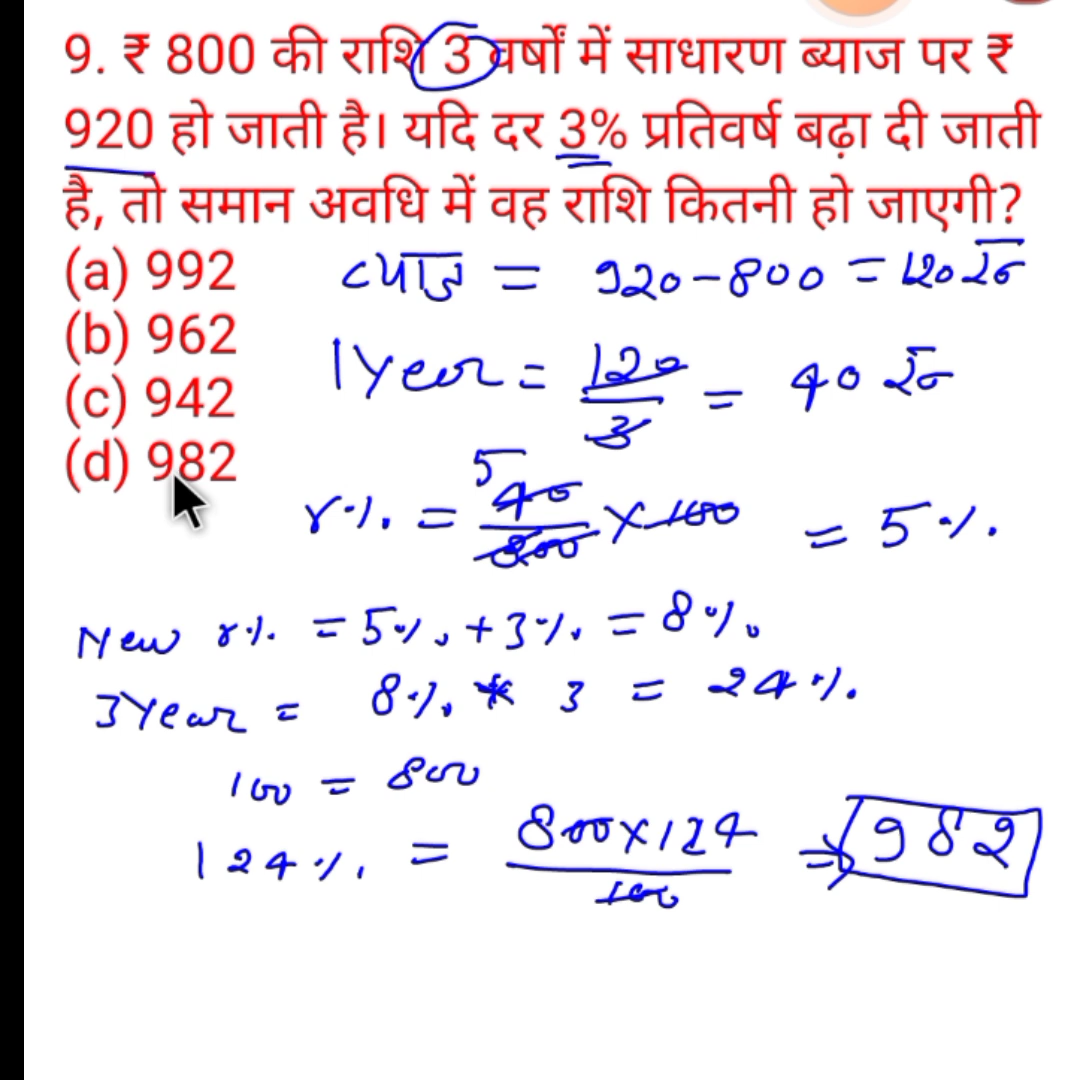 9. ₹ 800 की राशि 3 वर्षों में साधारण ब्याज पर ₹
920 हो जाती है। यदि दर 3% प्रतिवर्ष बढ़ा दी जाती
है, तो समान अवधि में वह राशि कितनी हो जाएगी?
(a) 992
(b) 962
(c) 942
(d) 982
ब्याज = 920-800 = 120 रु
1Year = 120/3 = 40 रु
r% = 40/800 × 100 = 5%
5
New r% = 5% + 3% = 8%
3Year = 8% * 3 = 24%
100 = 800
124% = 800×124/100 ⇒ 982